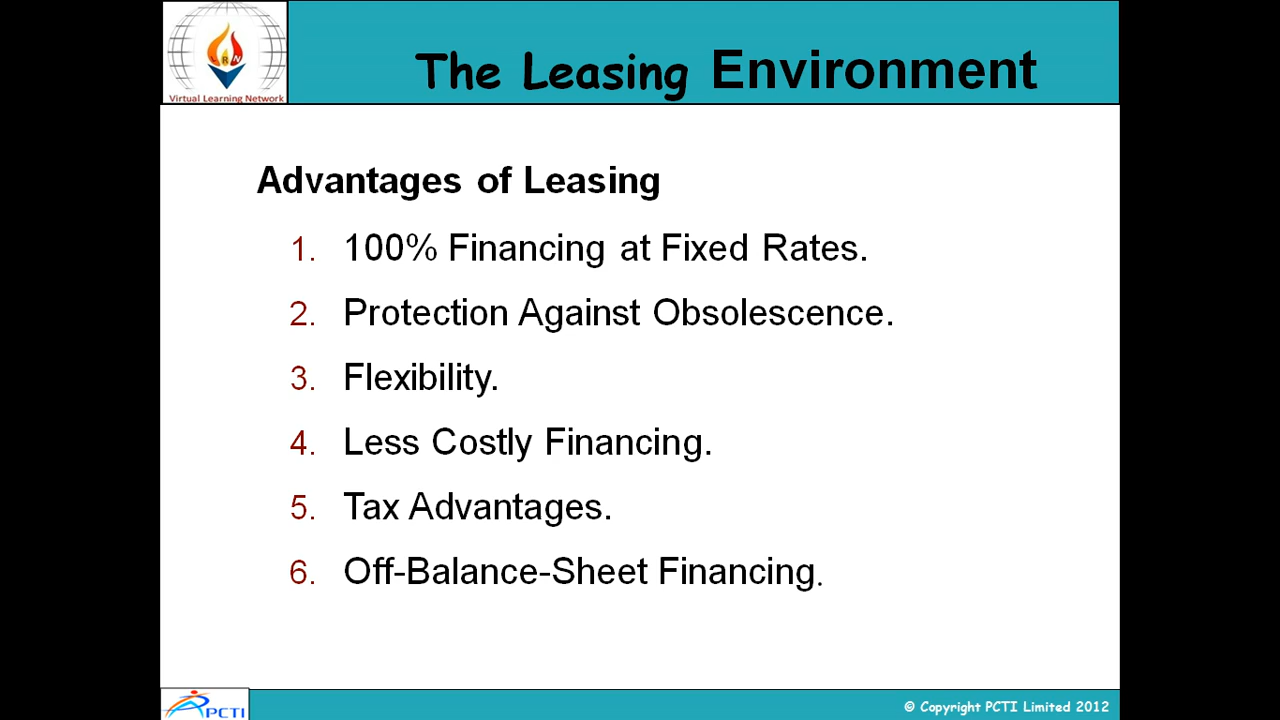 The Leasing Environment
LRN
Virtual Learning Network
Advantages of Leasing
1. 100% Financing at Fixed Rates.
2. Protection Against Obsolescence.
3. Flexibility.
4. Less Costly Financing.
5. Tax Advantages.
6. Off-Balance-Sheet Financing.
PCTI
© Copyright PCTI Limited 2012